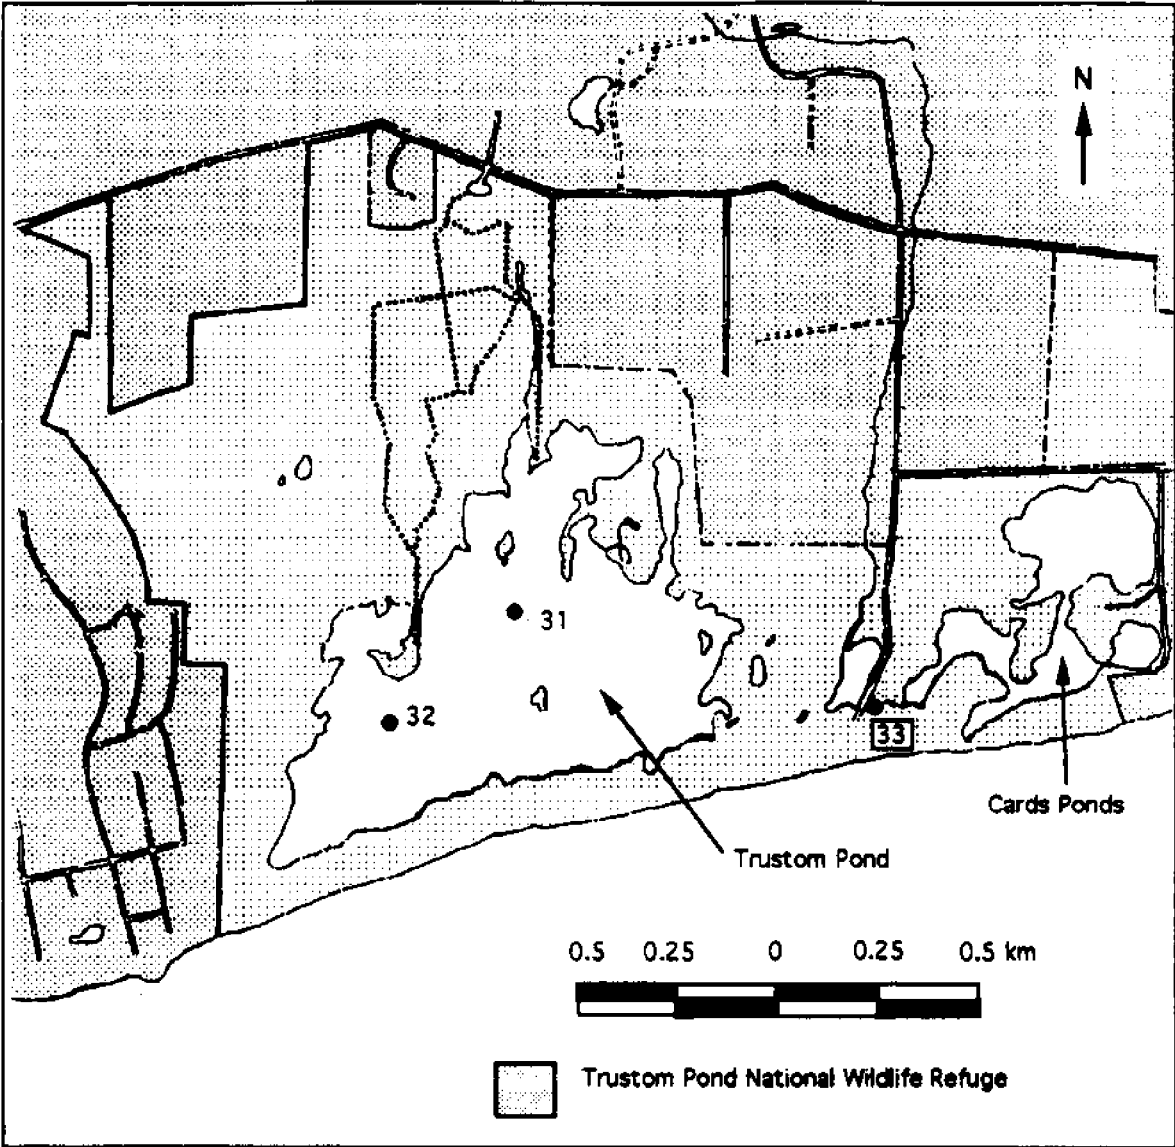 N
31
32
33
Cards Ponds
Trustom Pond
0.5 0.25 0 0.25 0.5 km
Trustom Pond National Wildlife Refuge